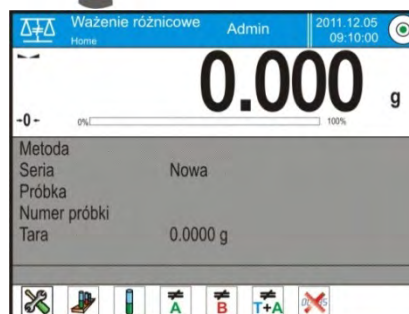 Ważenie różnicowe Admin 2011.12.05
Home 09:10:00
0.000 g
-0- 0% 100%
Metoda
Seria Nowa
Próbka
Numer próbki
Tara 0.0000 g
A B T+A